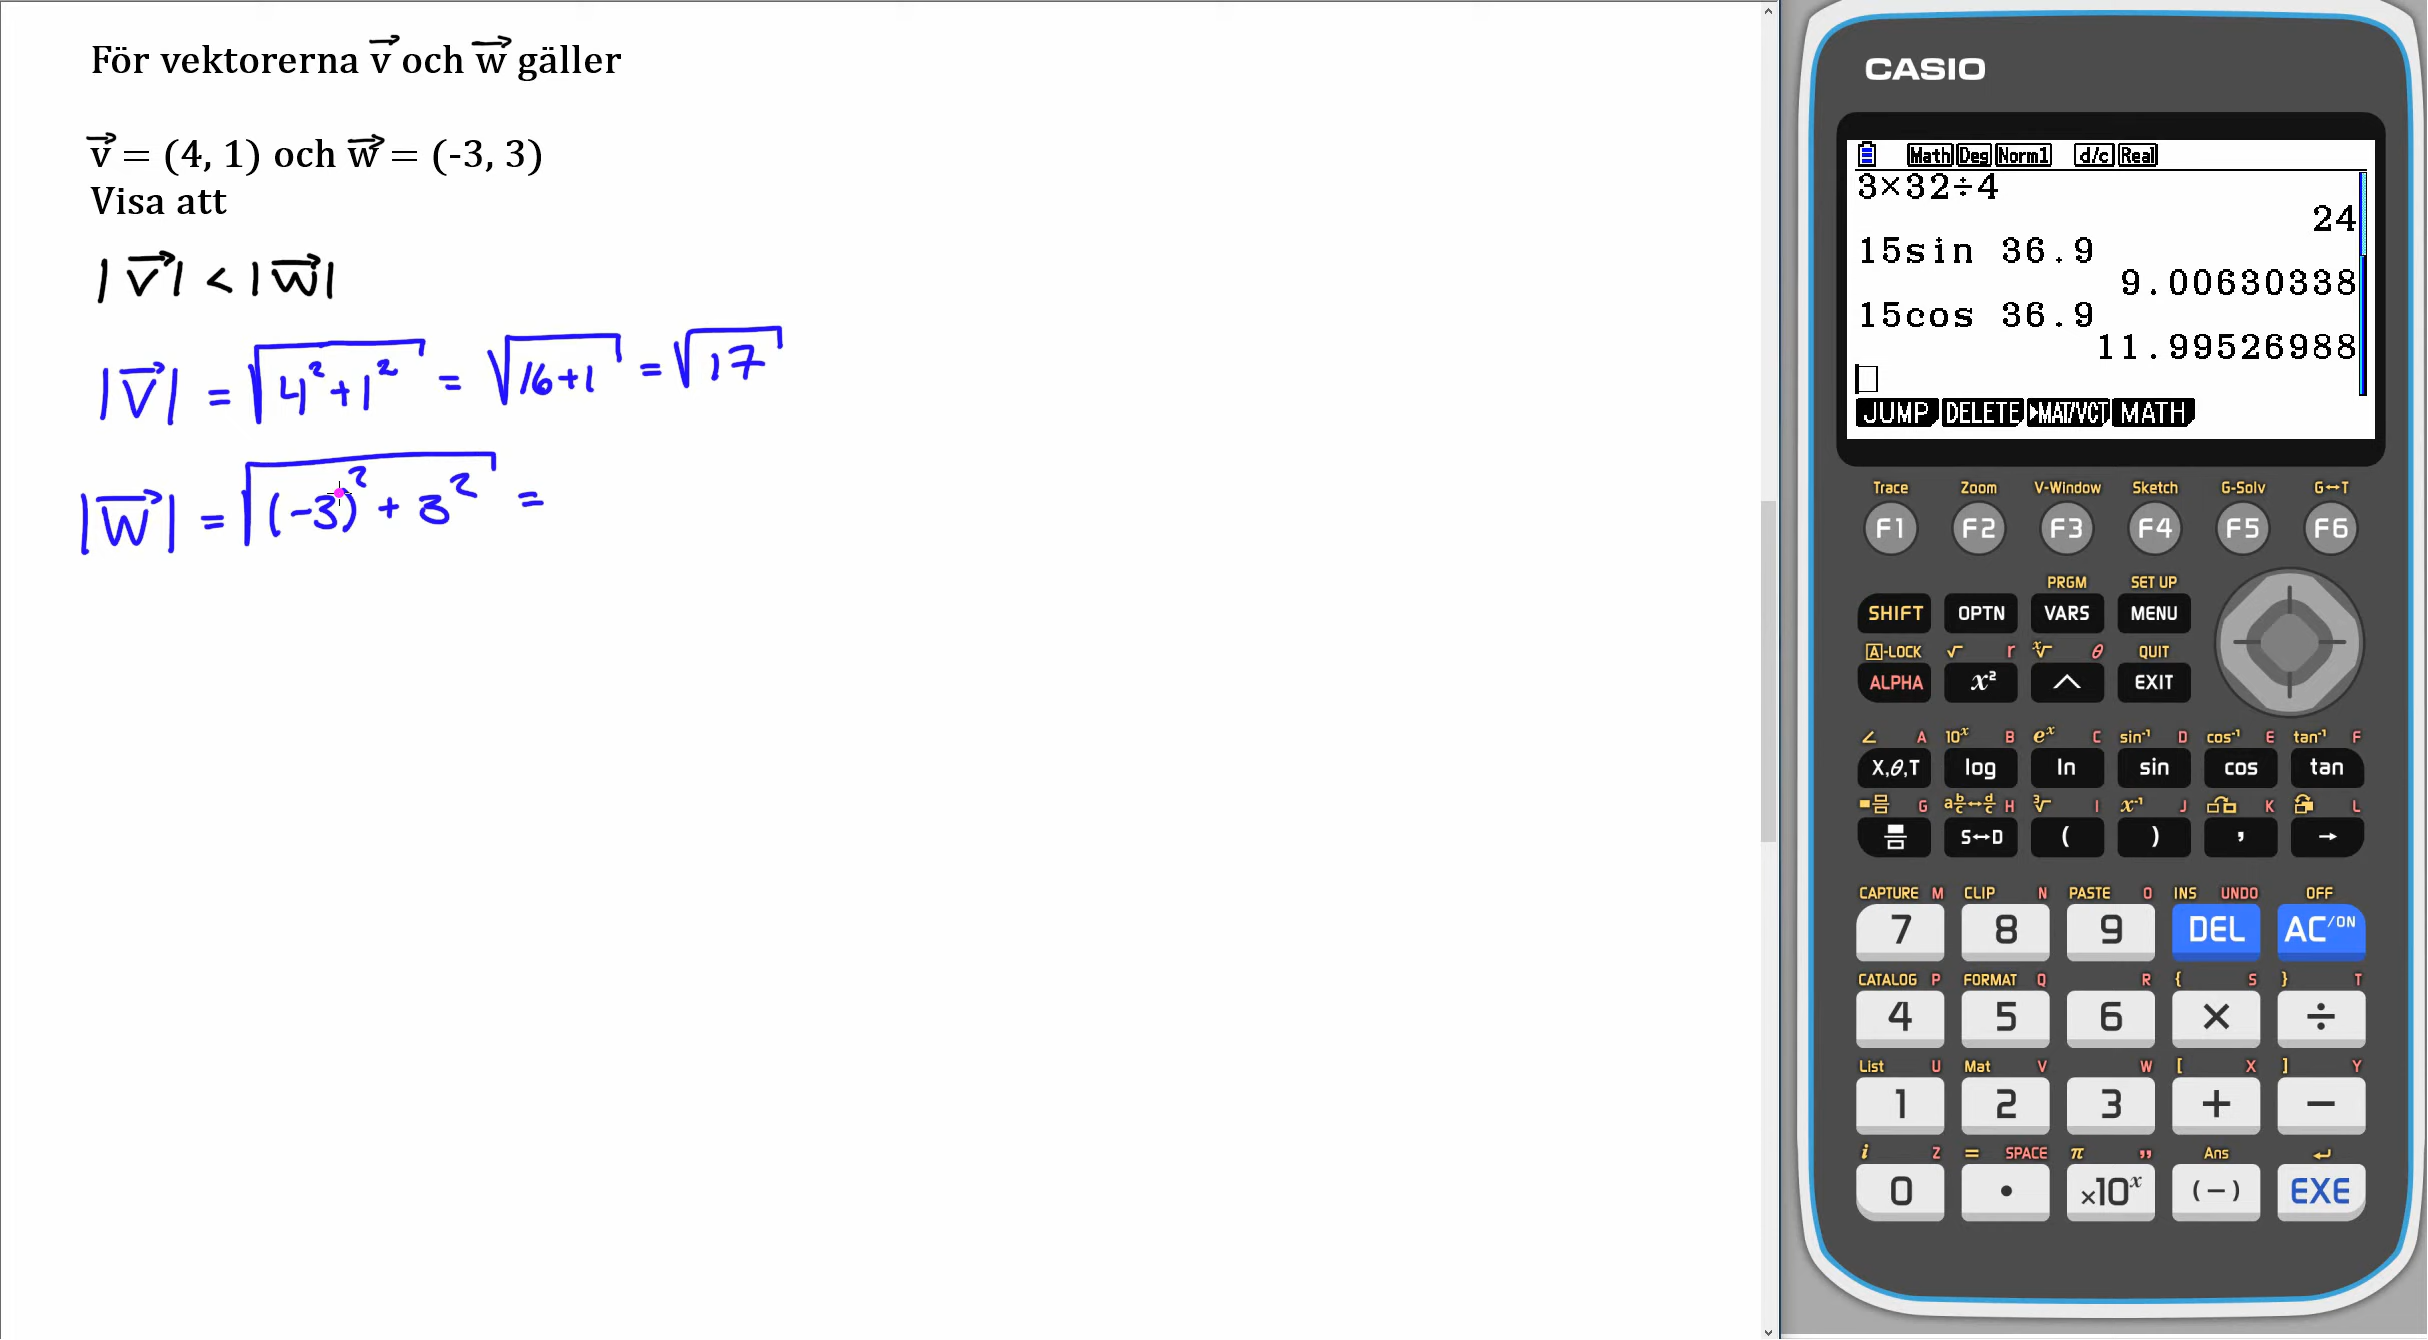 För vektorerna v⃗ och w⃗ gäller
v⃗ = (4, 1) och w⃗ = (-3, 3)
Visa att
|v⃗| < |w⃗|
|v⃗| = √(4² + 1²) = √(16+1) = √17
|w⃗| = √((-3)² + 3²) =
CASIO
Math Deg Norm1 d/c Real
3×32÷4
24
15sin 36.9
9.00630338
15cos 36.9
11.99526988
JUMP DELETE ▶MAT/VCT MATH
Trace Zoom V-Window Sketch G-Solv G↔T
F1 F2 F3 F4 F5 F6
PRGM SET UP
SHIFT OPTN VARS MENU
A-LOCK √ r ˣ√ θ QUIT
ALPHA x² ^ EXIT
∠ A 10ˣ B eˣ C sin⁻¹ D cos⁻¹ E tan⁻¹ F
X,θ,T log ln sin cos tan
G a b/c↔d/c H ³√ I x⁻¹ J K L
S↔D ( ) , →
CAPTURE M CLIP N PASTE O INS UNDO OFF
7 8 9 DEL AC/ON
CATALOG P FORMAT Q R { S } T
4 5 6 × ÷
List U Mat V W [ X ] Y
1 2 3 + −
i Z = SPACE π " Ans ↵
0 • ×10ˣ (−) EXE